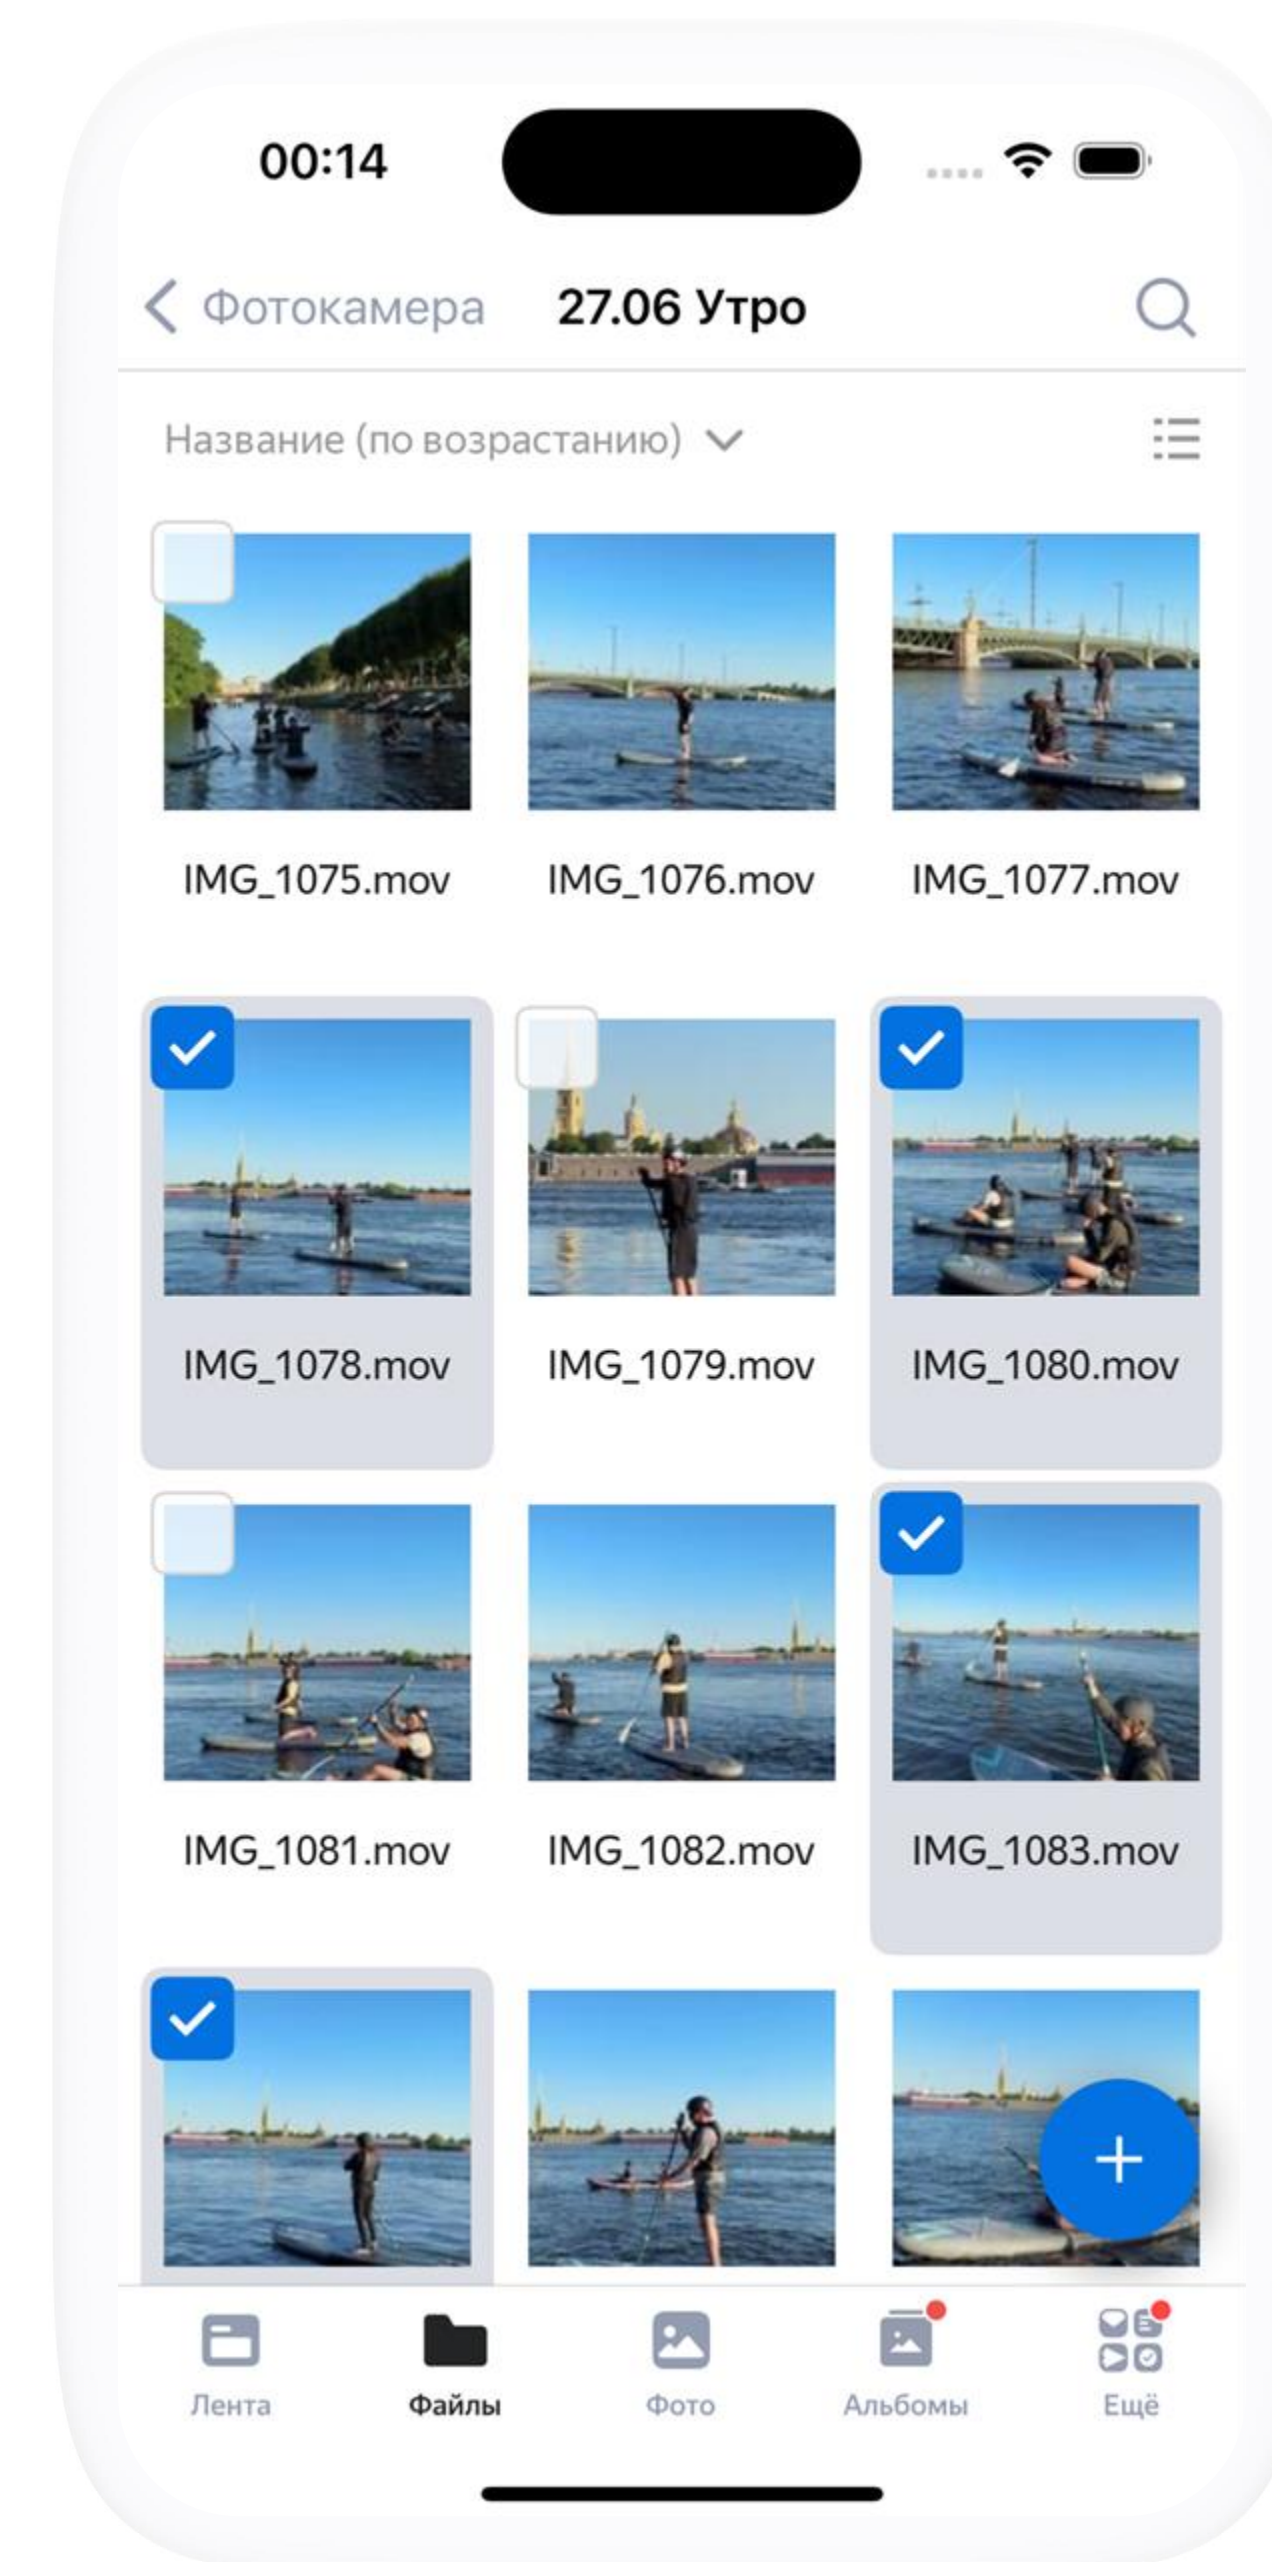 00:14
Фотокамера 27.06 Утро
Название (по возрастанию)
IMG_1075.mov IMG_1076.mov IMG_1077.mov
IMG_1078.mov IMG_1079.mov IMG_1080.mov
IMG_1081.mov IMG_1082.mov IMG_1083.mov
Лента Файлы Фото Альбомы Ещё